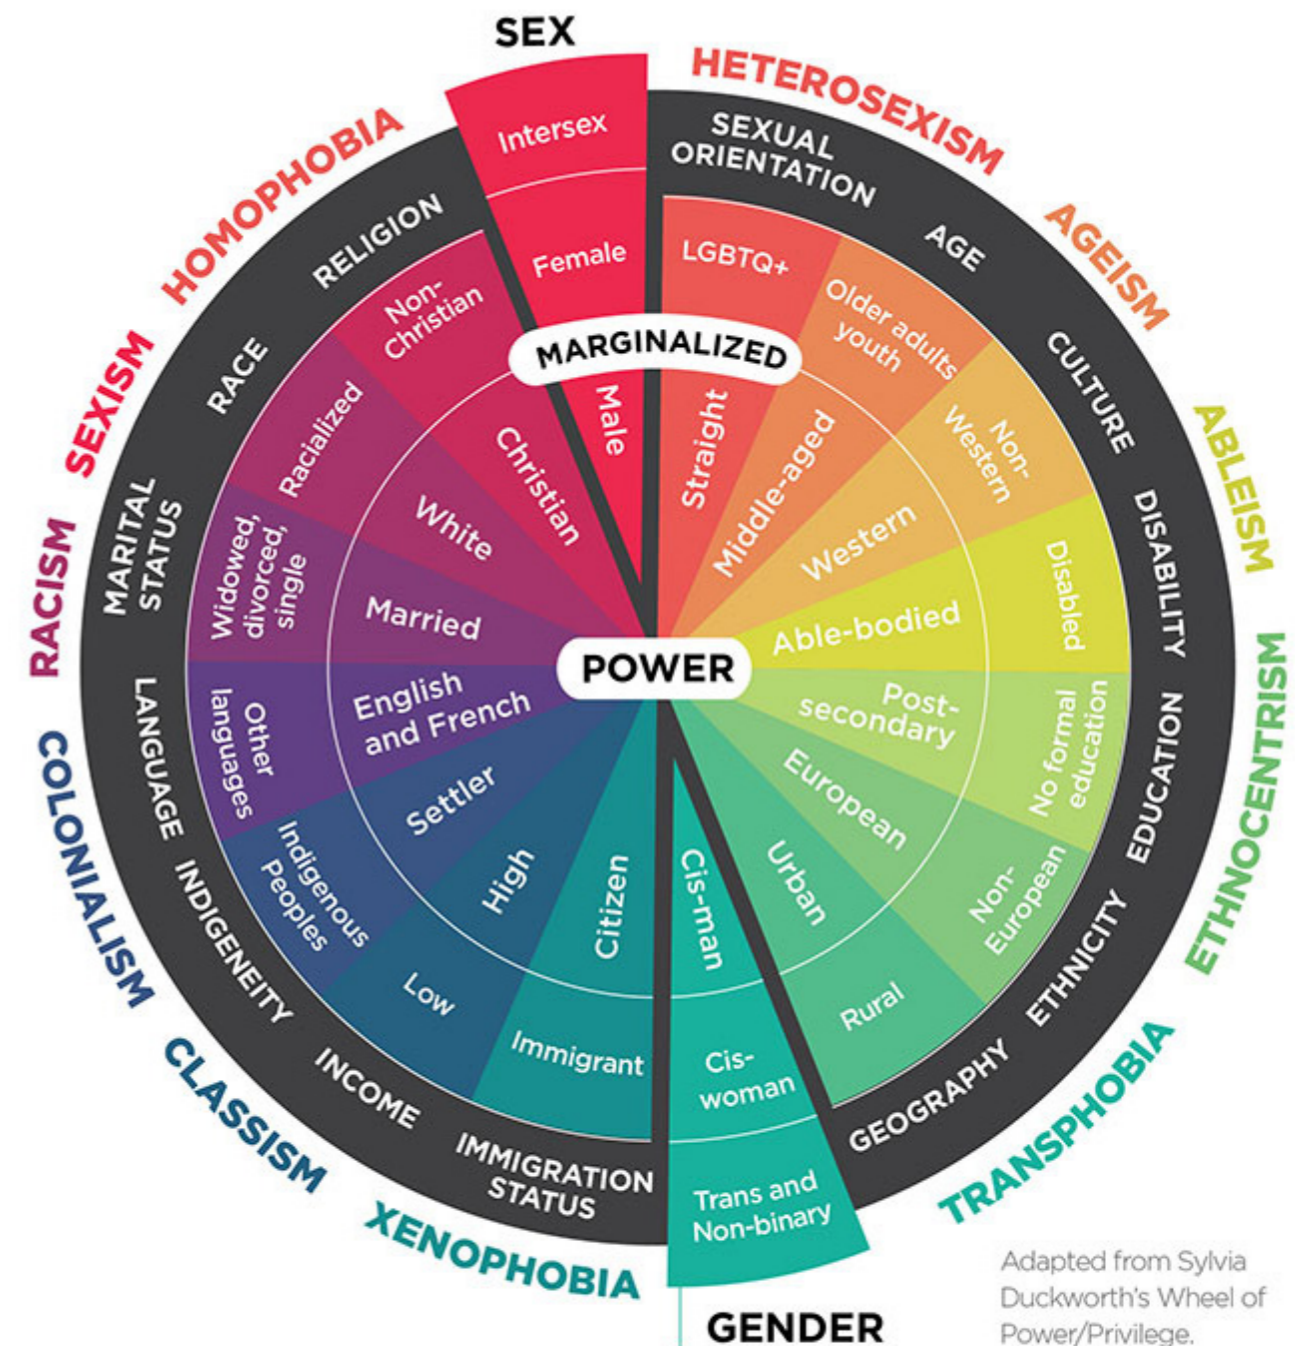 SEX
HETEROSEXISM
AGEISM
ABLEISM
ETHNOCENTRISM
TRANSPHOBIA
GENDER
XENOPHOBIA
CLASSISM
COLONIALISM
RACISM
SEXISM
HOMOPHOBIA
Intersex
Female
Male
SEXUAL
ORIENTATION
LGBTQ+
Straight
AGE
Older adults
youth
Middle-aged
CULTURE
Non-
Western
Western
DISABILITY
Disabled
Able-bodied
EDUCATION
No formal
education
Post-
secondary
ETHNICITY
Non-
European
European
GEOGRAPHY
Rural
Urban
Cis-man
Cis-
woman
Trans and
Non-binary
IMMIGRATION
STATUS
Immigrant
Citizen
INCOME
Low
High
INDIGENEITY
Indigenous
Peoples
Settler
LANGUAGE
Other
languages
English
and French
MARITAL
STATUS
Widowed,
divorced,
single
Married
RACE
Racialized
White
RELIGION
Non-
Christian
Christian
MARGINALIZED
POWER
Adapted from Sylvia
Duckworth's Wheel of
Power/Privilege.